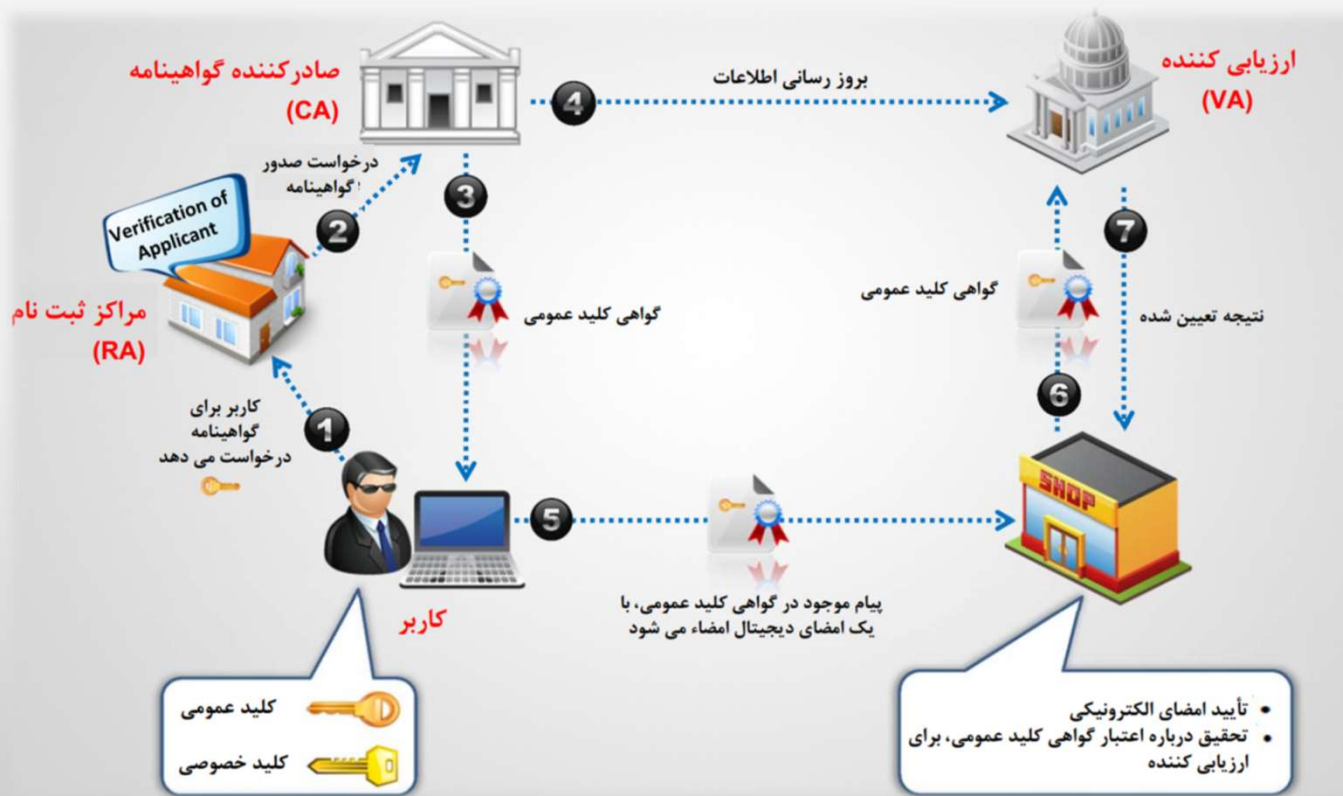 صادرکننده گواهینامه
(CA)
ارزیابی کننده
(VA)
4
بروز رسانی اطلاعات
درخواست صدور
گواهینامه
3
2
Verification of
Applicant
7
گواهی کلید عمومی
گواهی کلید عمومی
نتیجه تعیین شده
مراکز ثبت نام
(RA)
6
1
کاربر برای
گواهینامه
درخواست می دهد
SHOP
5
کاربر
پیام موجود در گواهی کلید عمومی، با
یک امضای دیجیتال امضاء می شود
کلید عمومی
کلید خصوصی
• تأیید امضای الکترونیکی
• تحقیق درباره اعتبار گواهی کلید عمومی، برای
ارزیابی کننده